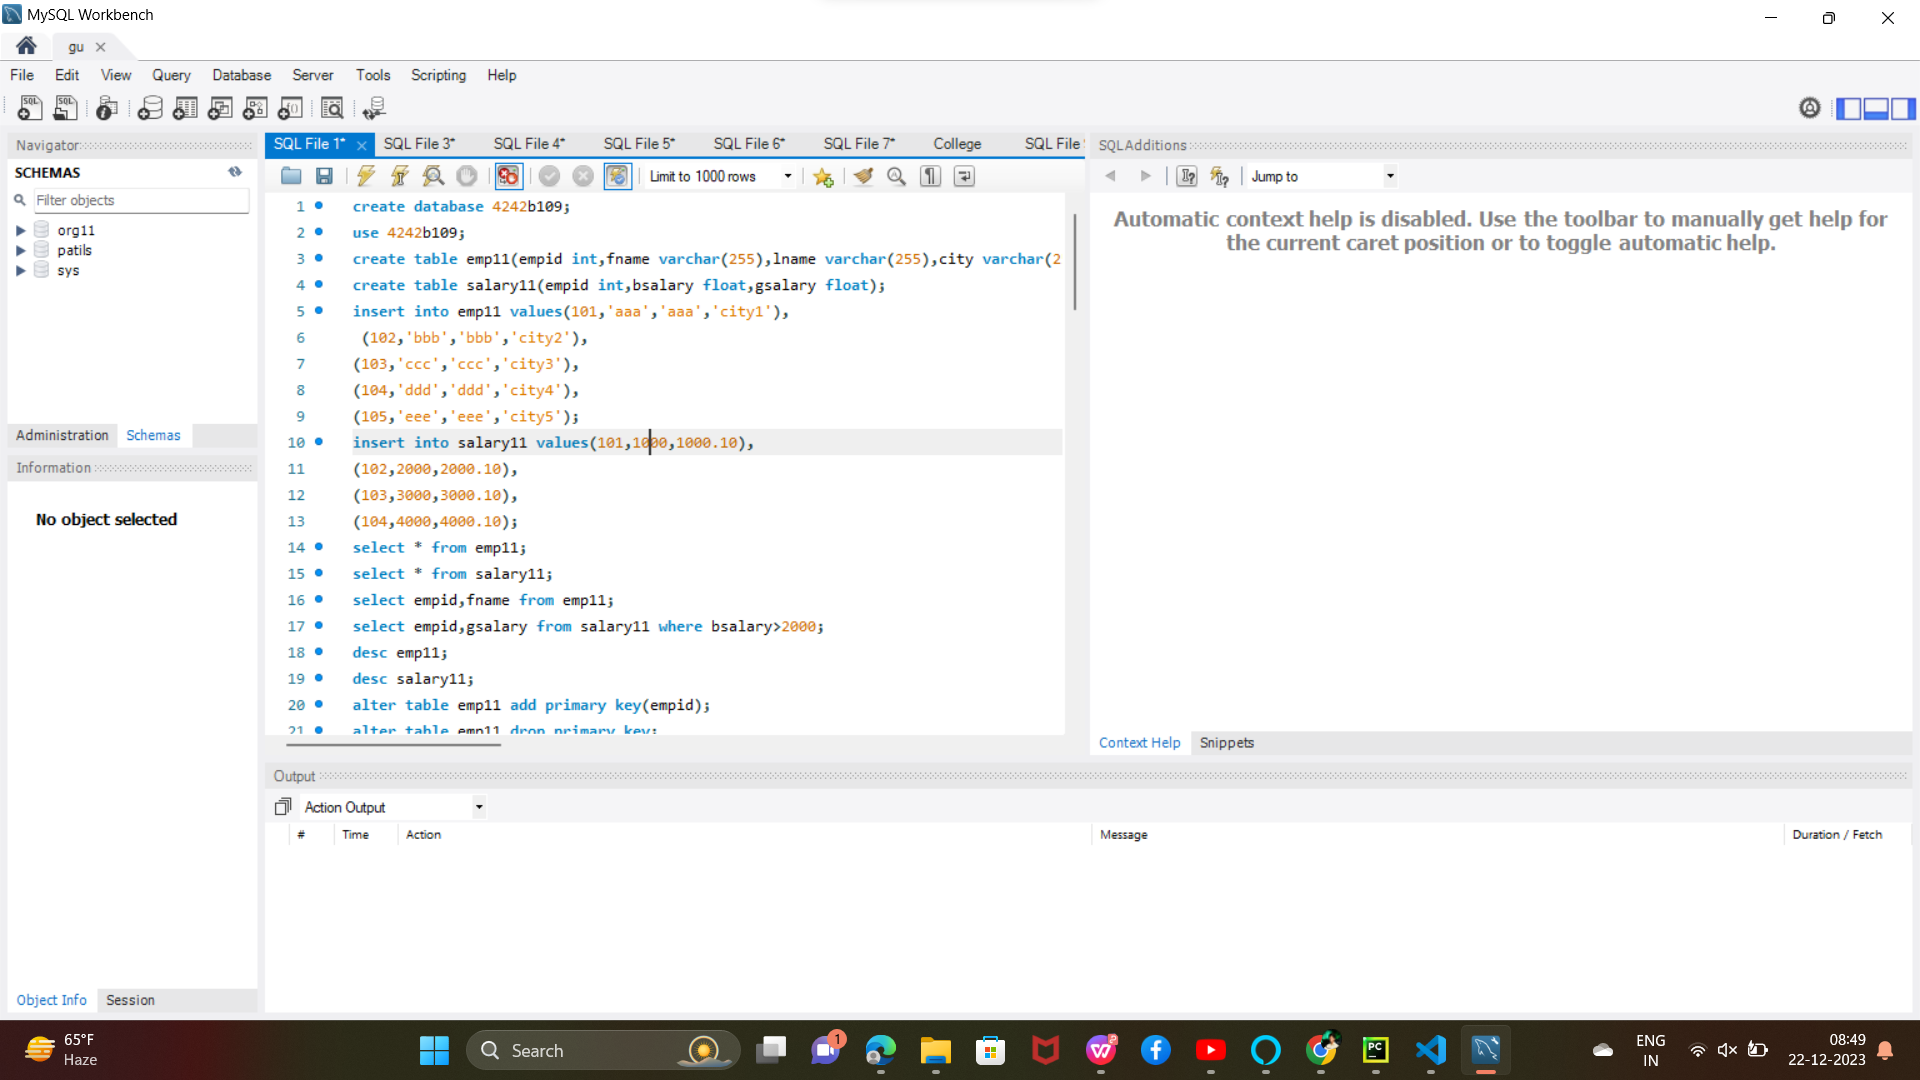 MySQL Workbench
gu
File Edit View Query Database Server Tools Scripting Help
Navigator
SCHEMAS
Filter objects
org11
patils
sys
Administration Schemas
Information
No object selected
Object Info Session
SQL File 1* SQL File 3* SQL File 4* SQL File 5* SQL File 6* SQL File 7* College SQL File
Limit to 1000 rows
1 create database 4242b109;
2 use 4242b109;
3 create table emp11(empid int,fname varchar(255),lname varchar(255),city varchar(2
4 create table salary11(empid int,bsalary float,gsalary float);
5 insert into emp11 values(101,'aaa','aaa','city1'),
6 (102,'bbb','bbb','city2'),
7 (103,'ccc','ccc','city3'),
8 (104,'ddd','ddd','city4'),
9 (105,'eee','eee','city5');
10 insert into salary11 values(101,1000,1000.10),
11 (102,2000,2000.10),
12 (103,3000,3000.10),
13 (104,4000,4000.10);
14 select * from emp11;
15 select * from salary11;
16 select empid,fname from emp11;
17 select empid,gsalary from salary11 where bsalary>2000;
18 desc emp11;
19 desc salary11;
20 alter table emp11 add primary key(empid);
21 alter table emp11 drop primary key;
SQLAdditions
Jump to
Automatic context help is disabled. Use the toolbar to manually get help for
the current caret position or to toggle automatic help.
Context Help Snippets
Output
Action Output
# Time Action Message Duration / Fetch
65°F
Haze
Search
1
ENG
IN
08:49
22-12-2023